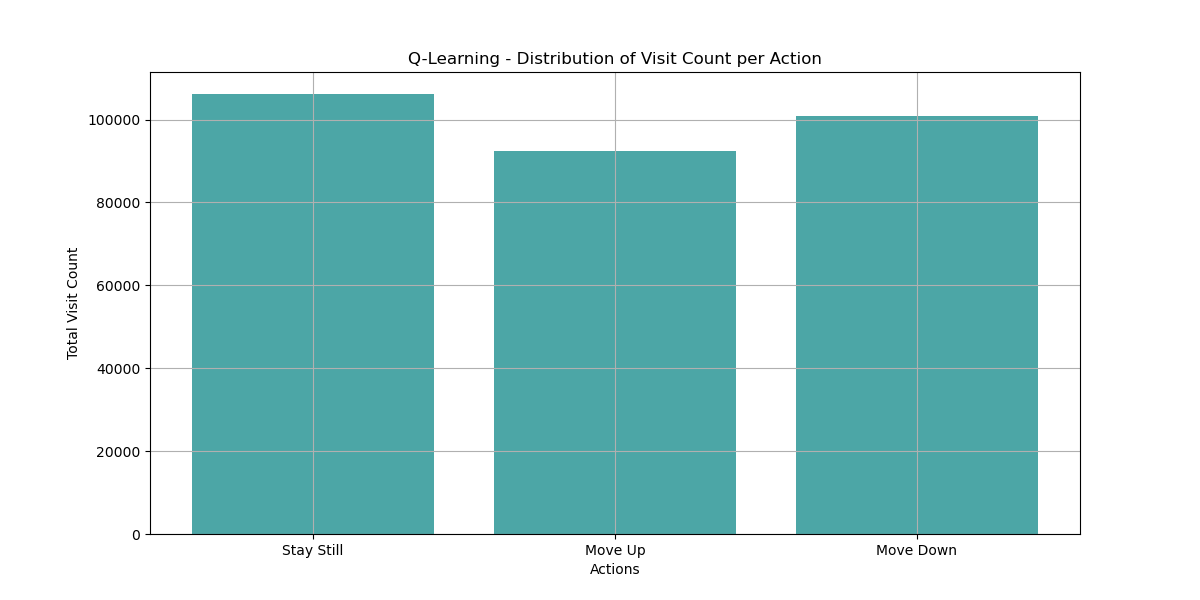 Q-Learning - Distribution of Visit Count per Action
Total Visit Count
100000
80000
60000
40000
20000
0
Stay Still
Move Up
Move Down
Actions